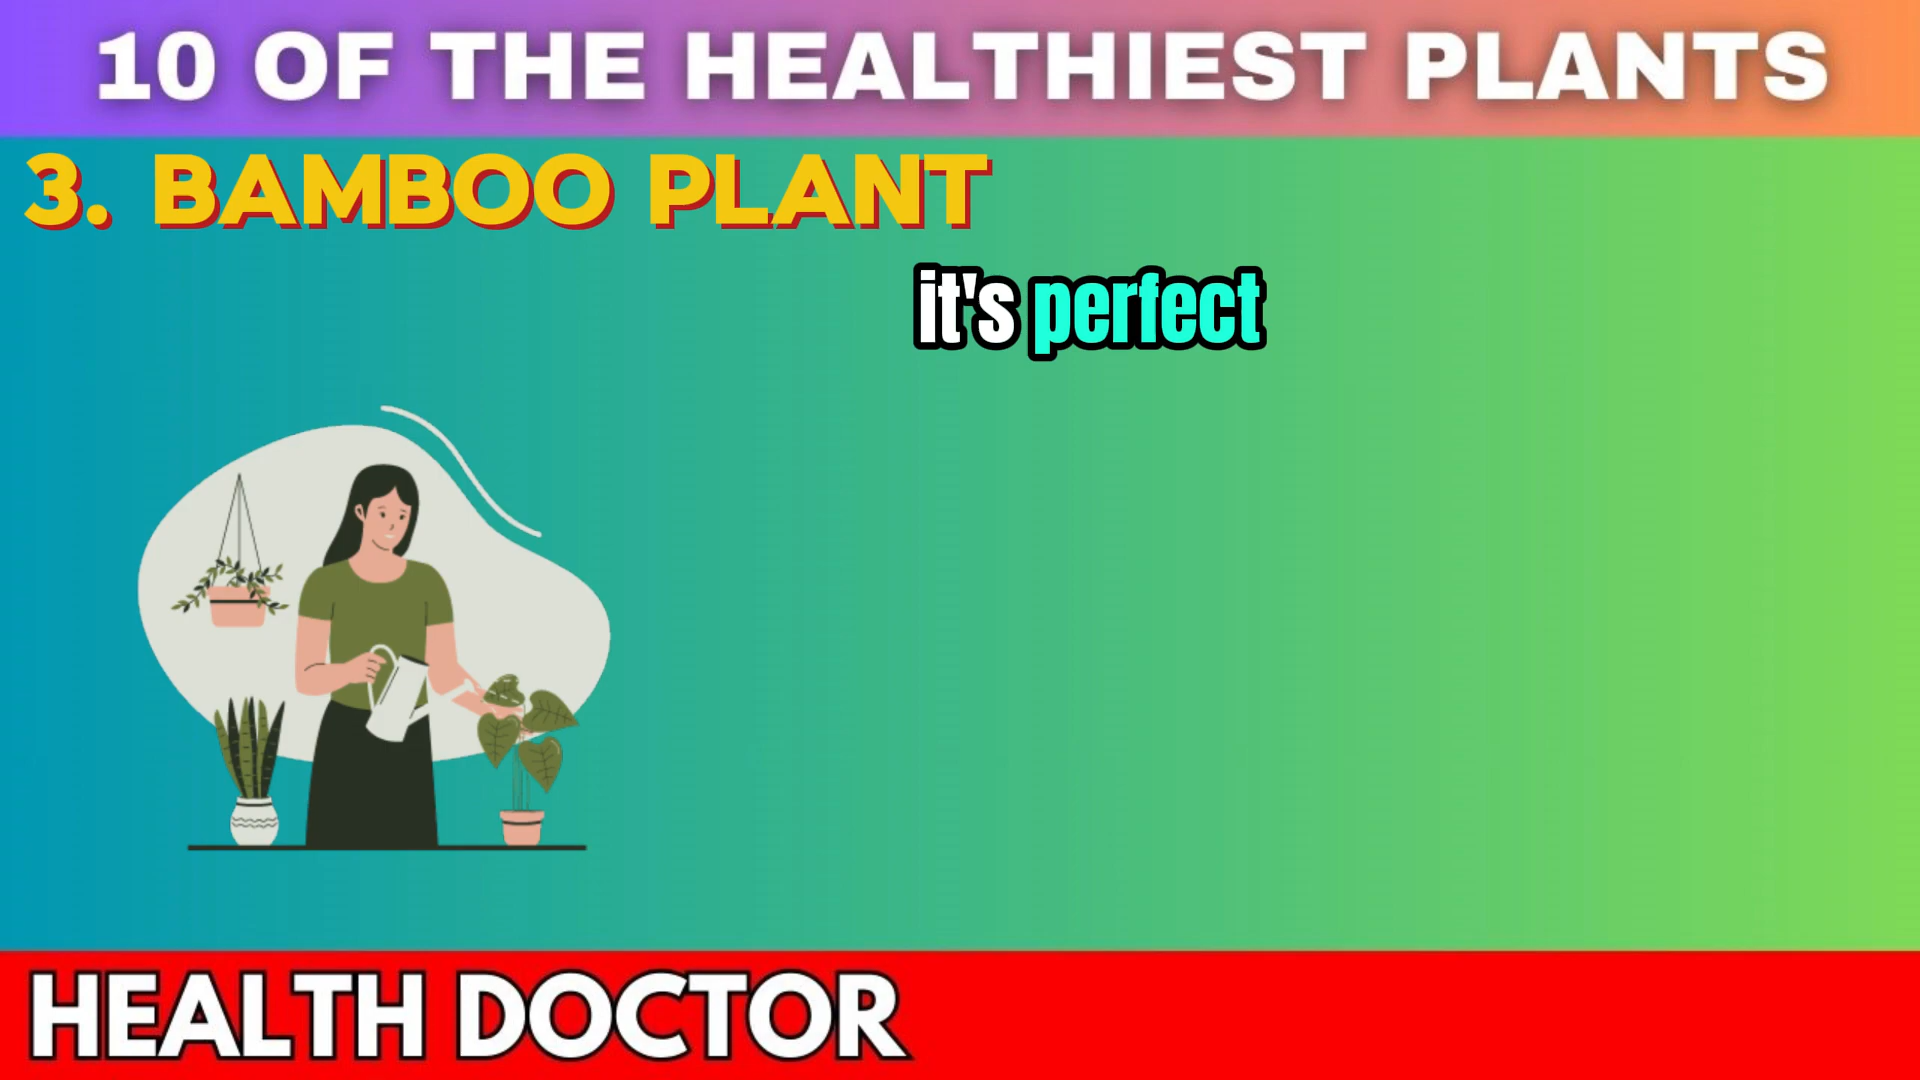 10 OF THE HEALTHIEST PLANTS
3. BAMBOO PLANT
it's perfect
HEALTH DOCTOR